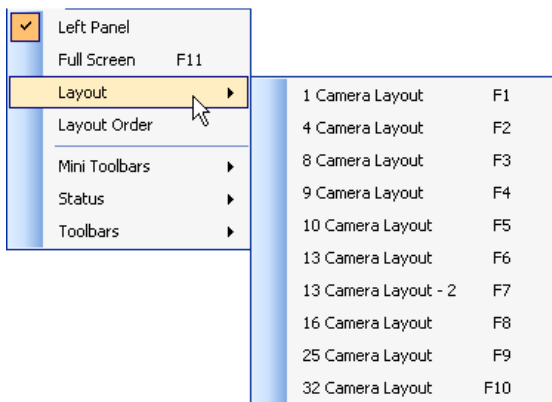 Left Panel
Full Screen F11
Layout
Layout Order
Mini Toolbars
Status
Toolbars
1 Camera Layout F1
4 Camera Layout F2
8 Camera Layout F3
9 Camera Layout F4
10 Camera Layout F5
13 Camera Layout F6
13 Camera Layout - 2 F7
16 Camera Layout F8
25 Camera Layout F9
32 Camera Layout F10